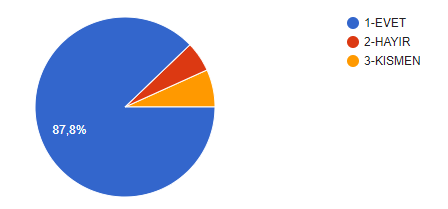 1-EVET
2-HAYIR
3-KISMEN
87,8%